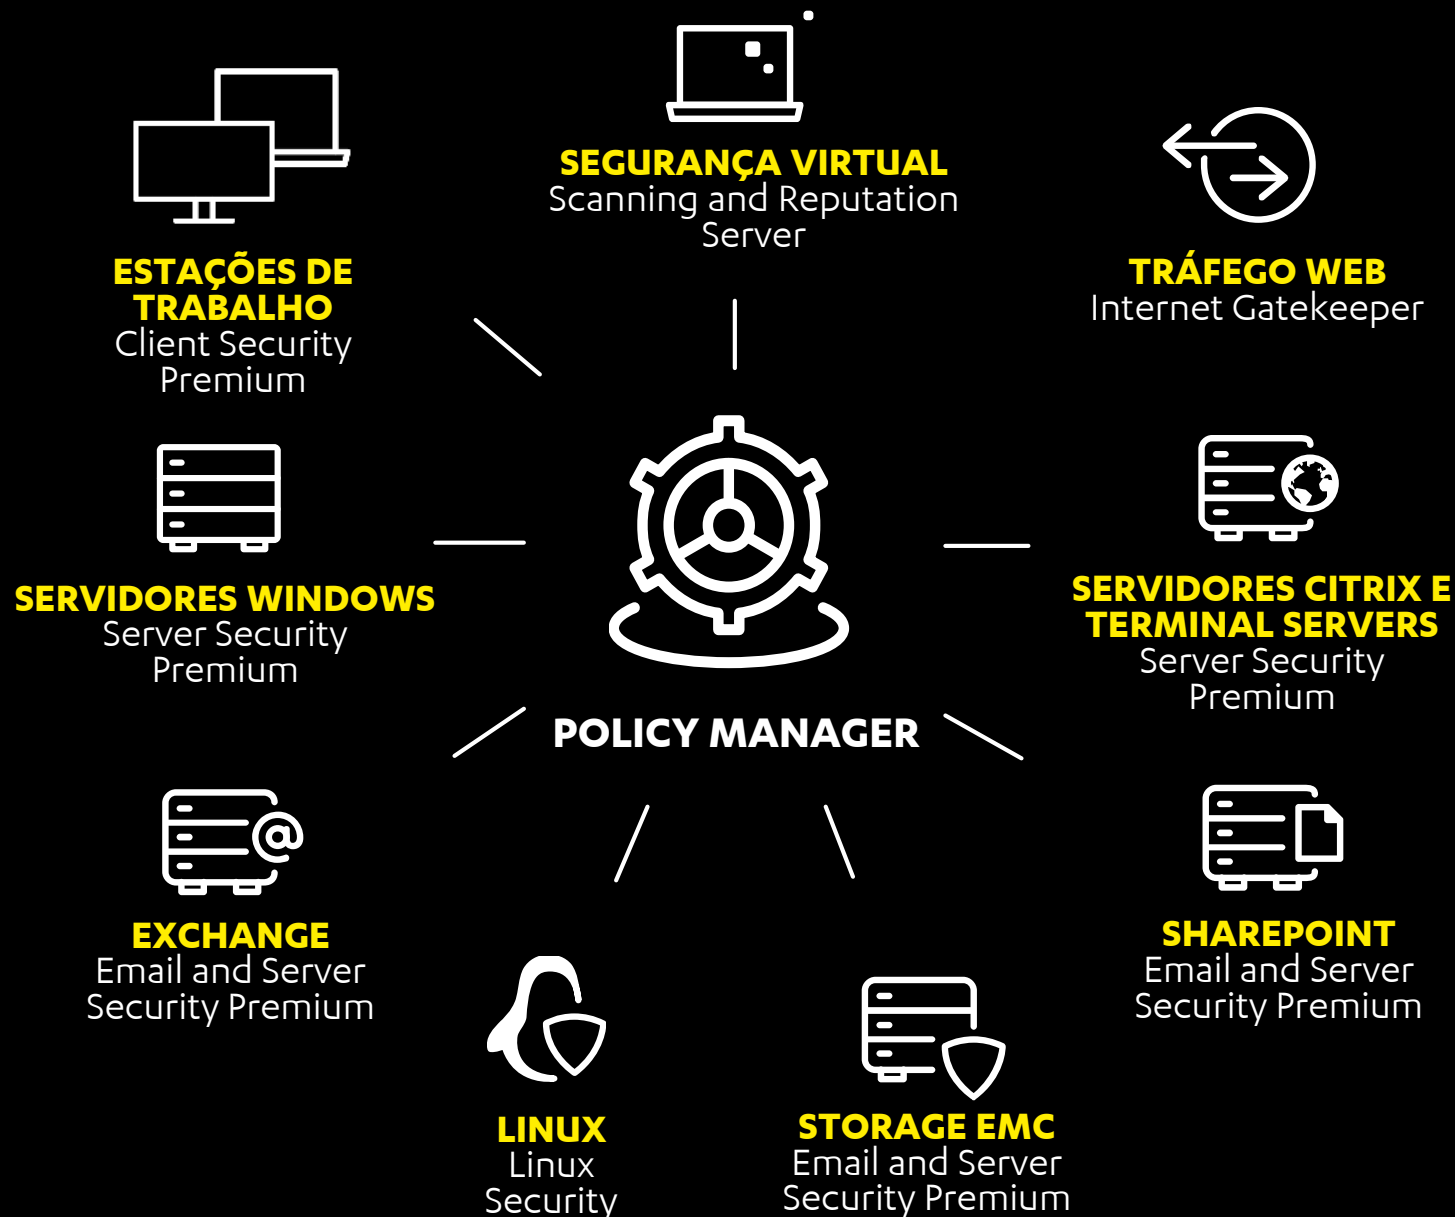 SEGURANÇA VIRTUAL
Scanning and Reputation
Server
ESTAÇÕES DE
TRABALHO
Client Security
Premium
TRÁFEGO WEB
Internet Gatekeeper
SERVIDORES WINDOWS
Server Security
Premium
SERVIDORES CITRIX E
TERMINAL SERVERS
Server Security
Premium
POLICY MANAGER
@
EXCHANGE
Email and Server
Security Premium
SHAREPOINT
Email and Server
Security Premium
LINUX
Linux
Security
STORAGE EMC
Email and Server
Security Premium